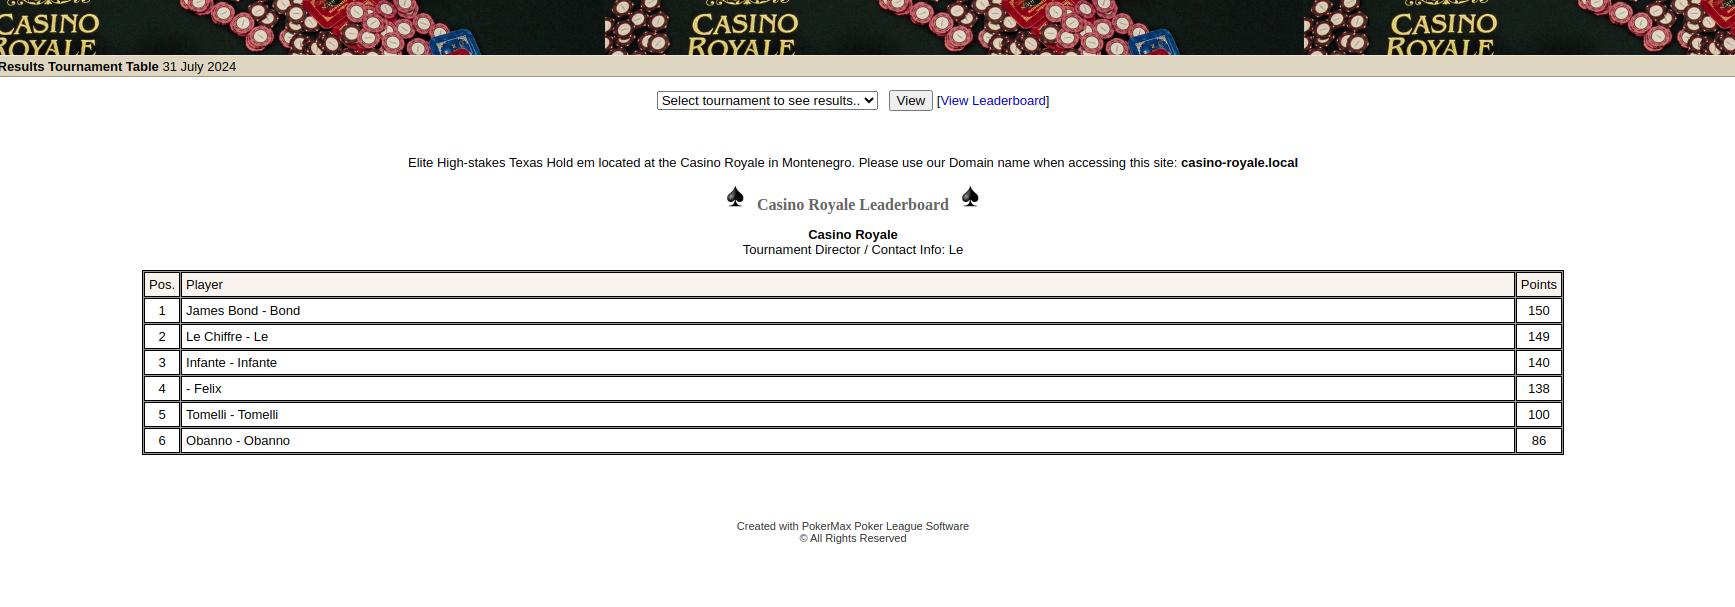 CASINO CASINO CASINO
ROYALE ROYALE ROYALE
Results Tournament Table 31 July 2024
Select tournament to see results.. View [View Leaderboard]
Elite High-stakes Texas Hold em located at the Casino Royale in Montenegro. Please use our Domain name when accessing this site: casino-royale.local
Casino Royale Leaderboard
Casino Royale
Tournament Director / Contact Info: Le
Pos. Player Points
1 James Bond - Bond 150
2 Le Chiffre - Le 149
3 Infante - Infante 140
4 - Felix 138
5 Tomelli - Tomelli 100
6 Obanno - Obanno 86
Created with PokerMax Poker League Software
© All Rights Reserved